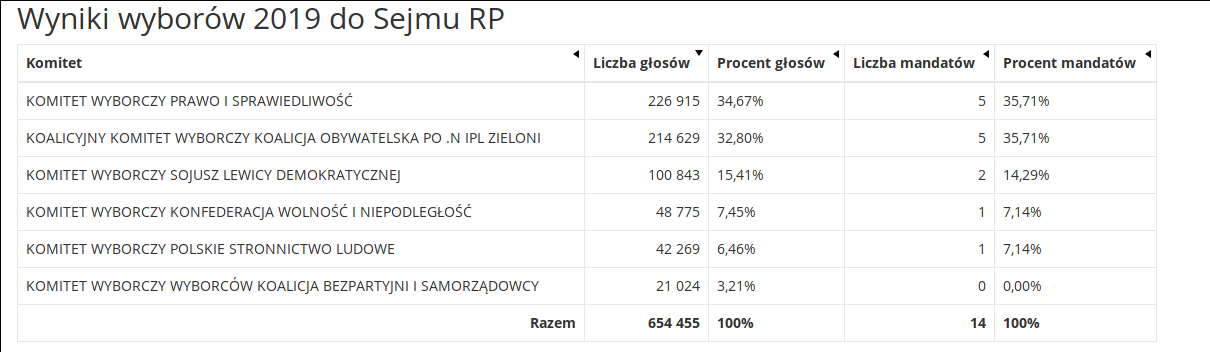 Wyniki wyborów 2019 do Sejmu RP
Komitet Liczba głosów Procent głosów Liczba mandatów Procent mandatów
KOMITET WYBORCZY PRAWO I SPRAWIEDLIWOŚĆ 226 915 34,67% 5 35,71%
KOALICYJNY KOMITET WYBORCZY KOALICJA OBYWATELSKA PO .N IPL ZIELONI 214 629 32,80% 5 35,71%
KOMITET WYBORCZY SOJUSZ LEWICY DEMOKRATYCZNEJ 100 843 15,41% 2 14,29%
KOMITET WYBORCZY KONFEDERACJA WOLNOŚĆ I NIEPODLEGŁOŚĆ 48 775 7,45% 1 7,14%
KOMITET WYBORCZY POLSKIE STRONNICTWO LUDOWE 42 269 6,46% 1 7,14%
KOMITET WYBORCZY WYBORCÓW KOALICJA BEZPARTYJNI I SAMORZĄDOWCY 21 024 3,21% 0 0,00%
Razem 654 455 100% 14 100%